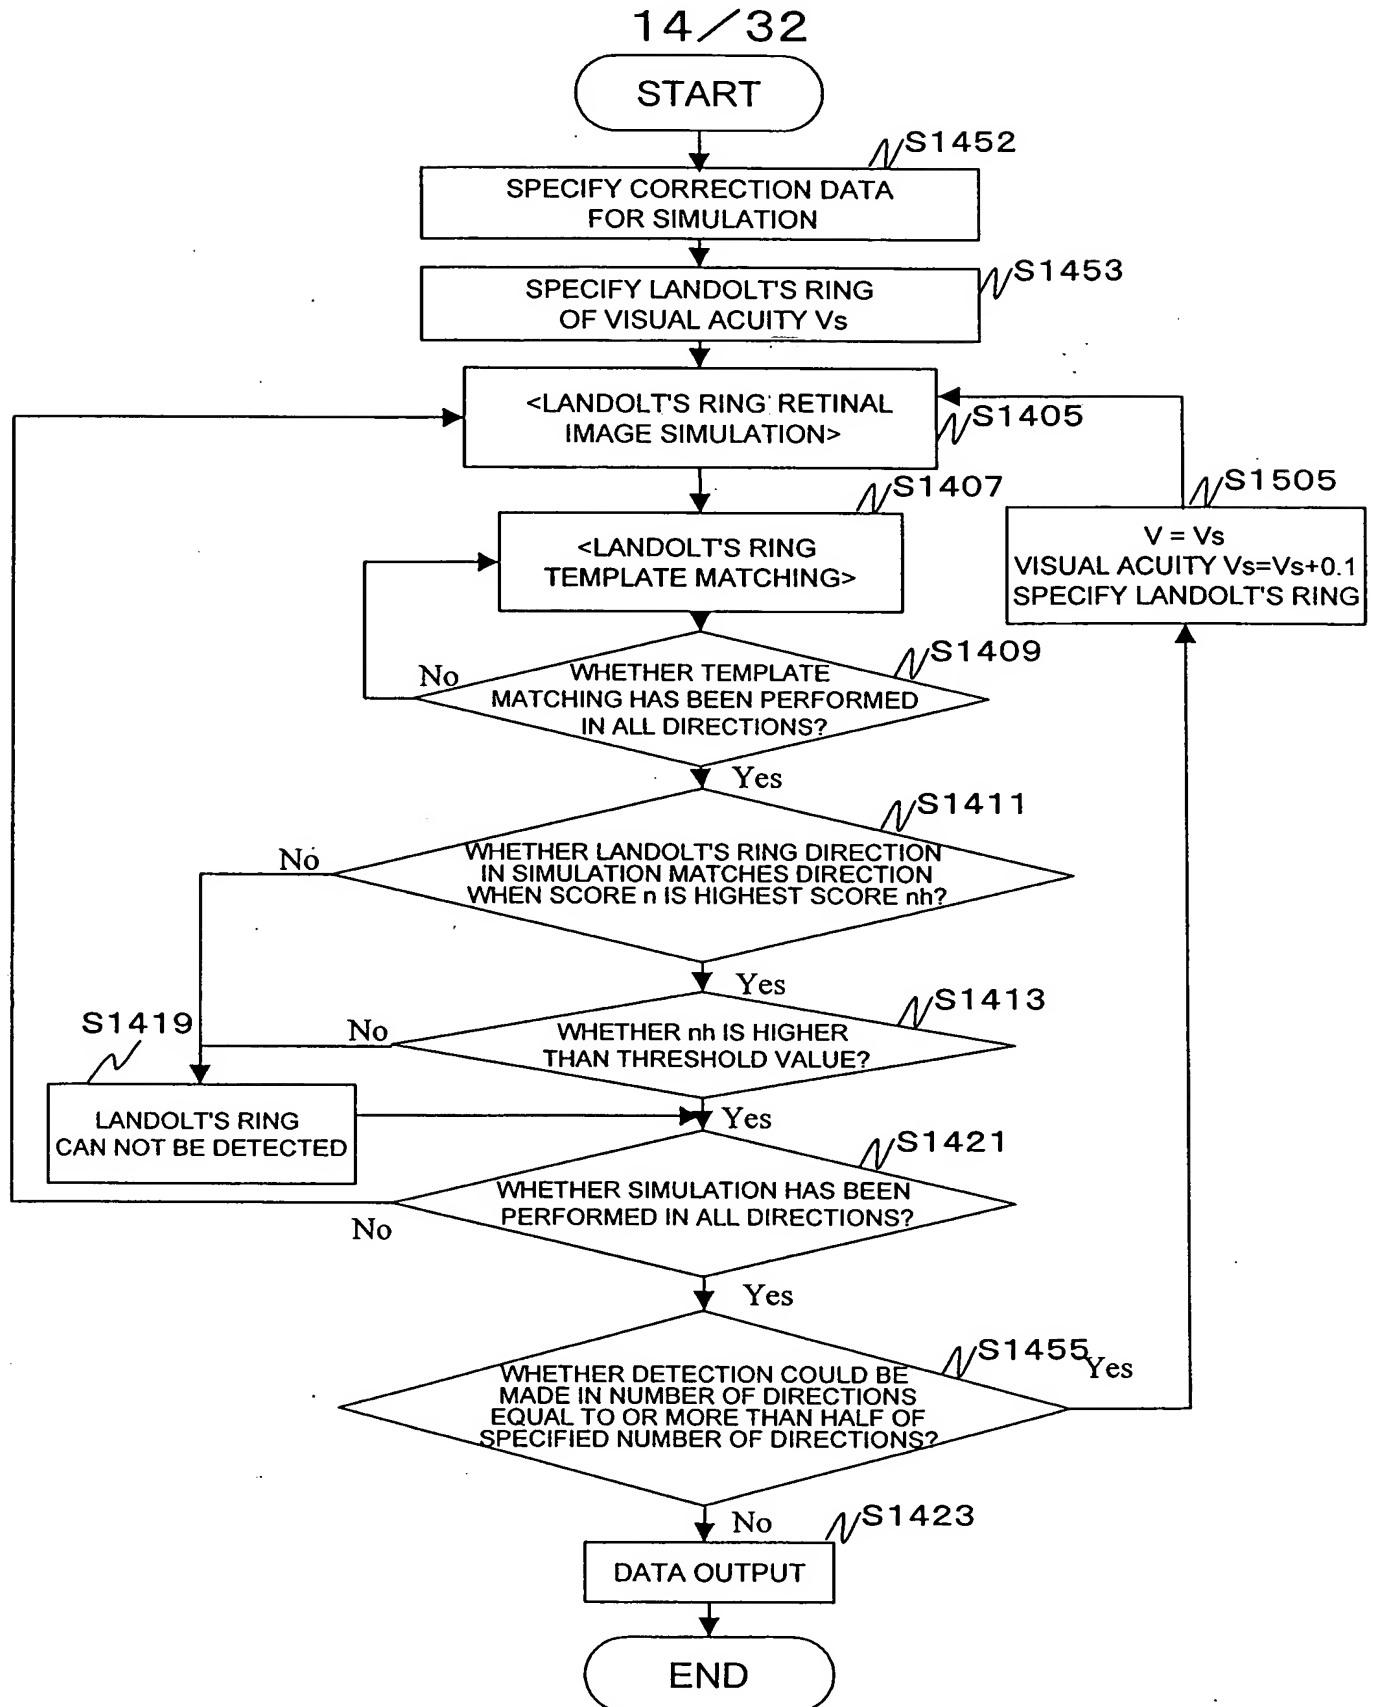 14/32
START
S1452
SPECIFY CORRECTION DATA
FOR SIMULATION
S1453
SPECIFY LANDOLT'S RING
OF VISUAL ACUITY Vs
<LANDOLT'S RING RETINAL
IMAGE SIMULATION>
S1405
S1407
<LANDOLT'S RING
TEMPLATE MATCHING>
S1505
V = Vs
VISUAL ACUITY Vs=Vs+0.1
SPECIFY LANDOLT'S RING
S1409
No
WHETHER TEMPLATE
MATCHING HAS BEEN PERFORMED
IN ALL DIRECTIONS?
Yes
S1411
No
WHETHER LANDOLT'S RING DIRECTION
IN SIMULATION MATCHES DIRECTION
WHEN SCORE n IS HIGHEST SCORE nh?
Yes
S1413
No
WHETHER nh IS HIGHER
THAN THRESHOLD VALUE?
S1419
LANDOLT'S RING
CAN NOT BE DETECTED
Yes
S1421
WHETHER SIMULATION HAS BEEN
PERFORMED IN ALL DIRECTIONS?
No
Yes
S1455
Yes
WHETHER DETECTION COULD BE
MADE IN NUMBER OF DIRECTIONS
EQUAL TO OR MORE THAN HALF OF
SPECIFIED NUMBER OF DIRECTIONS?
No
S1423
DATA OUTPUT
END